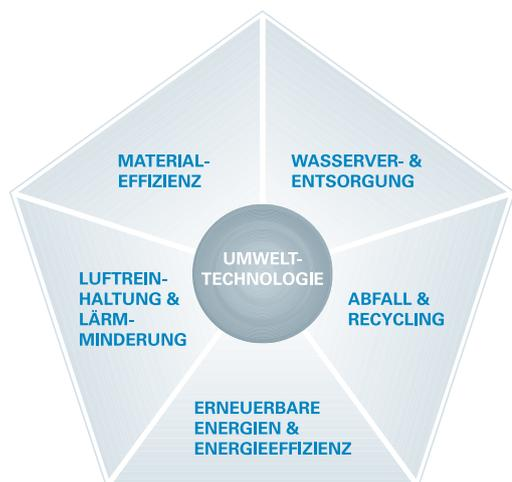 MATERIAL-
EFFIZIENZ
WASSERVER- &
ENTSORGUNG
UMWELT-
TECHNOLOGIE
LUFTREIN-
HALTUNG &
LÄRM-
MINDERUNG
ABFALL &
RECYCLING
ERNEUERBARE
ENERGIEN &
ENERGIEEFFIZIENZ